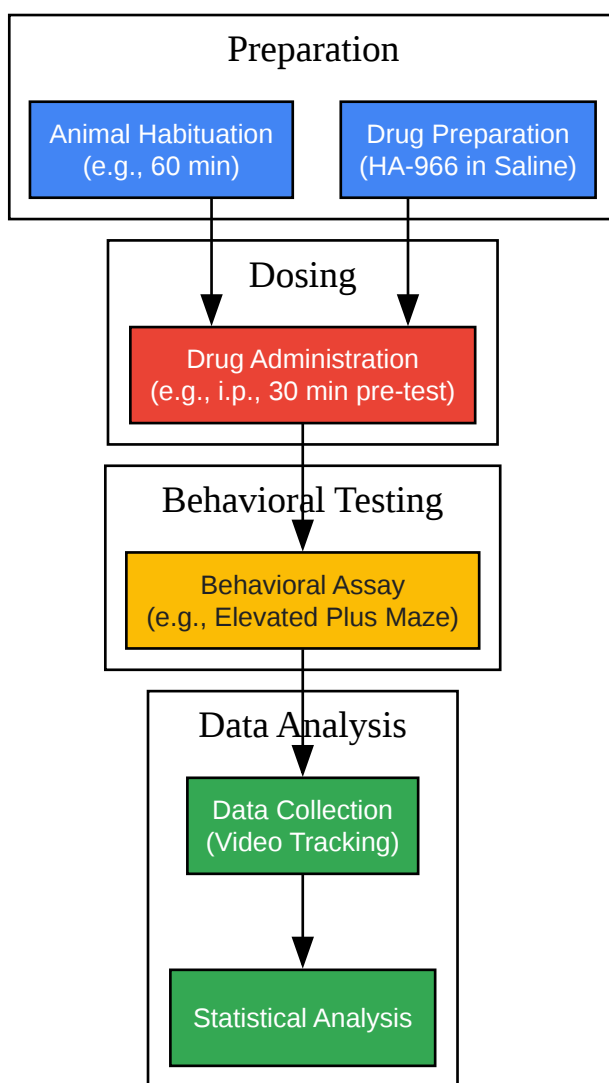 Preparation
Animal Habituation
(e.g., 60 min)
Drug Preparation
(HA-966 in Saline)
Dosing
Drug Administration
(e.g., i.p., 30 min pre-test)
Behavioral Testing
Behavioral Assay
(e.g., Elevated Plus Maze)
Data Analysis
Data Collection
(Video Tracking)
Statistical Analysis